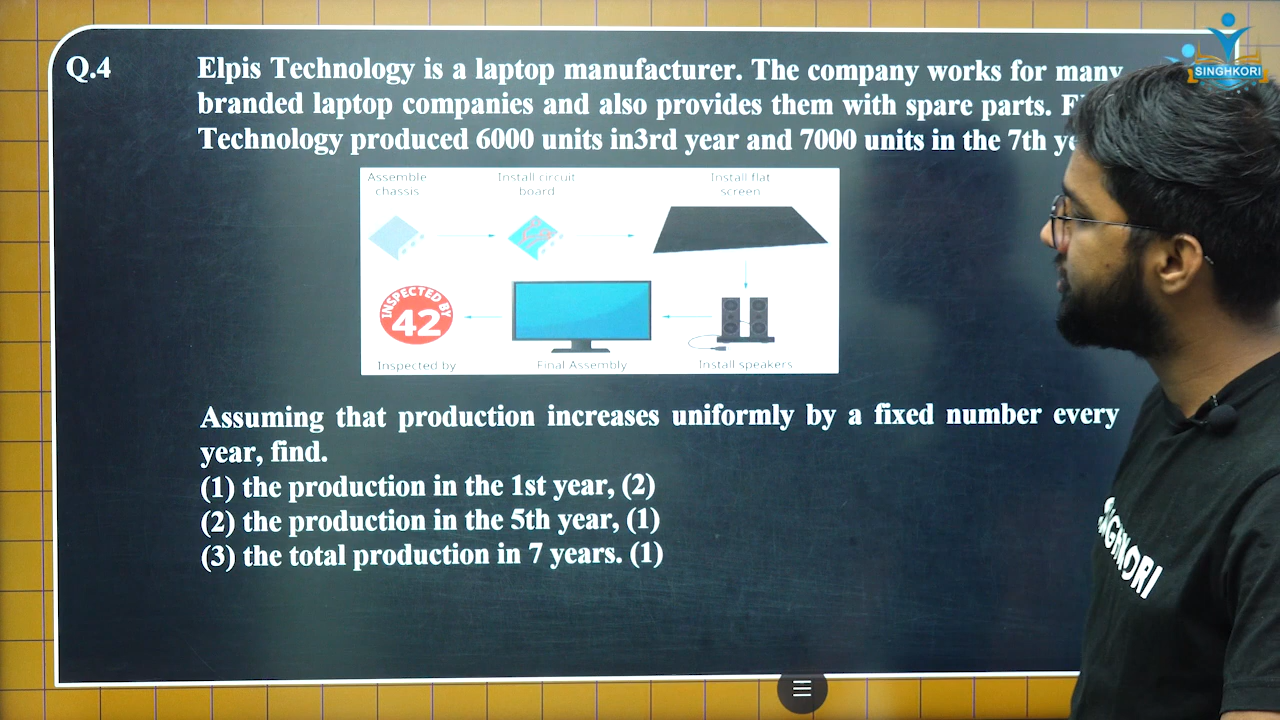 Q.4
Elpis Technology is a laptop manufacturer. The company works for many
branded laptop companies and also provides them with spare parts.
Technology produced 6000 units in3rd year and 7000 units in the 7th
Assemble
chassis
Install circuit
board
Install flat
screen
INSPECTED BY
42
Inspected by
Final Assembly
Install speakers
Assuming that production increases uniformly by a fixed number every
year, find.
(1) the production in the 1st year, (2)
(2) the production in the 5th year, (1)
(3) the total production in 7 years. (1)
SINGHKORI
SINGHKORI